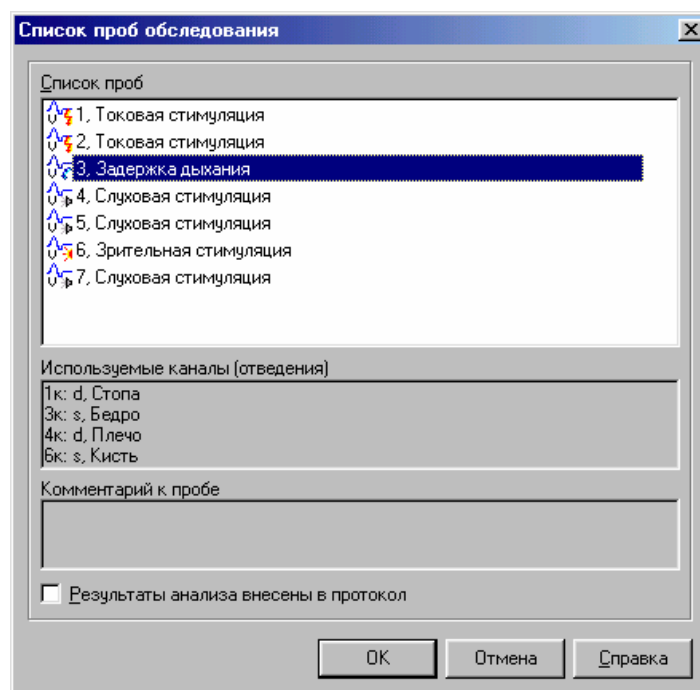 Список проб обследования
Список проб
1, Токовая стимуляция
2, Токовая стимуляция
3, Задержка дыхания
4, Слуховая стимуляция
5, Слуховая стимуляция
6, Зрительная стимуляция
7, Слуховая стимуляция
Используемые каналы (отведения)
1к: d, Стопа
3к: s, Бедро
4к: d, Плечо
6к: s, Кисть
Комментарий к пробе
Результаты анализа внесены в протокол
OK Отмена Справка